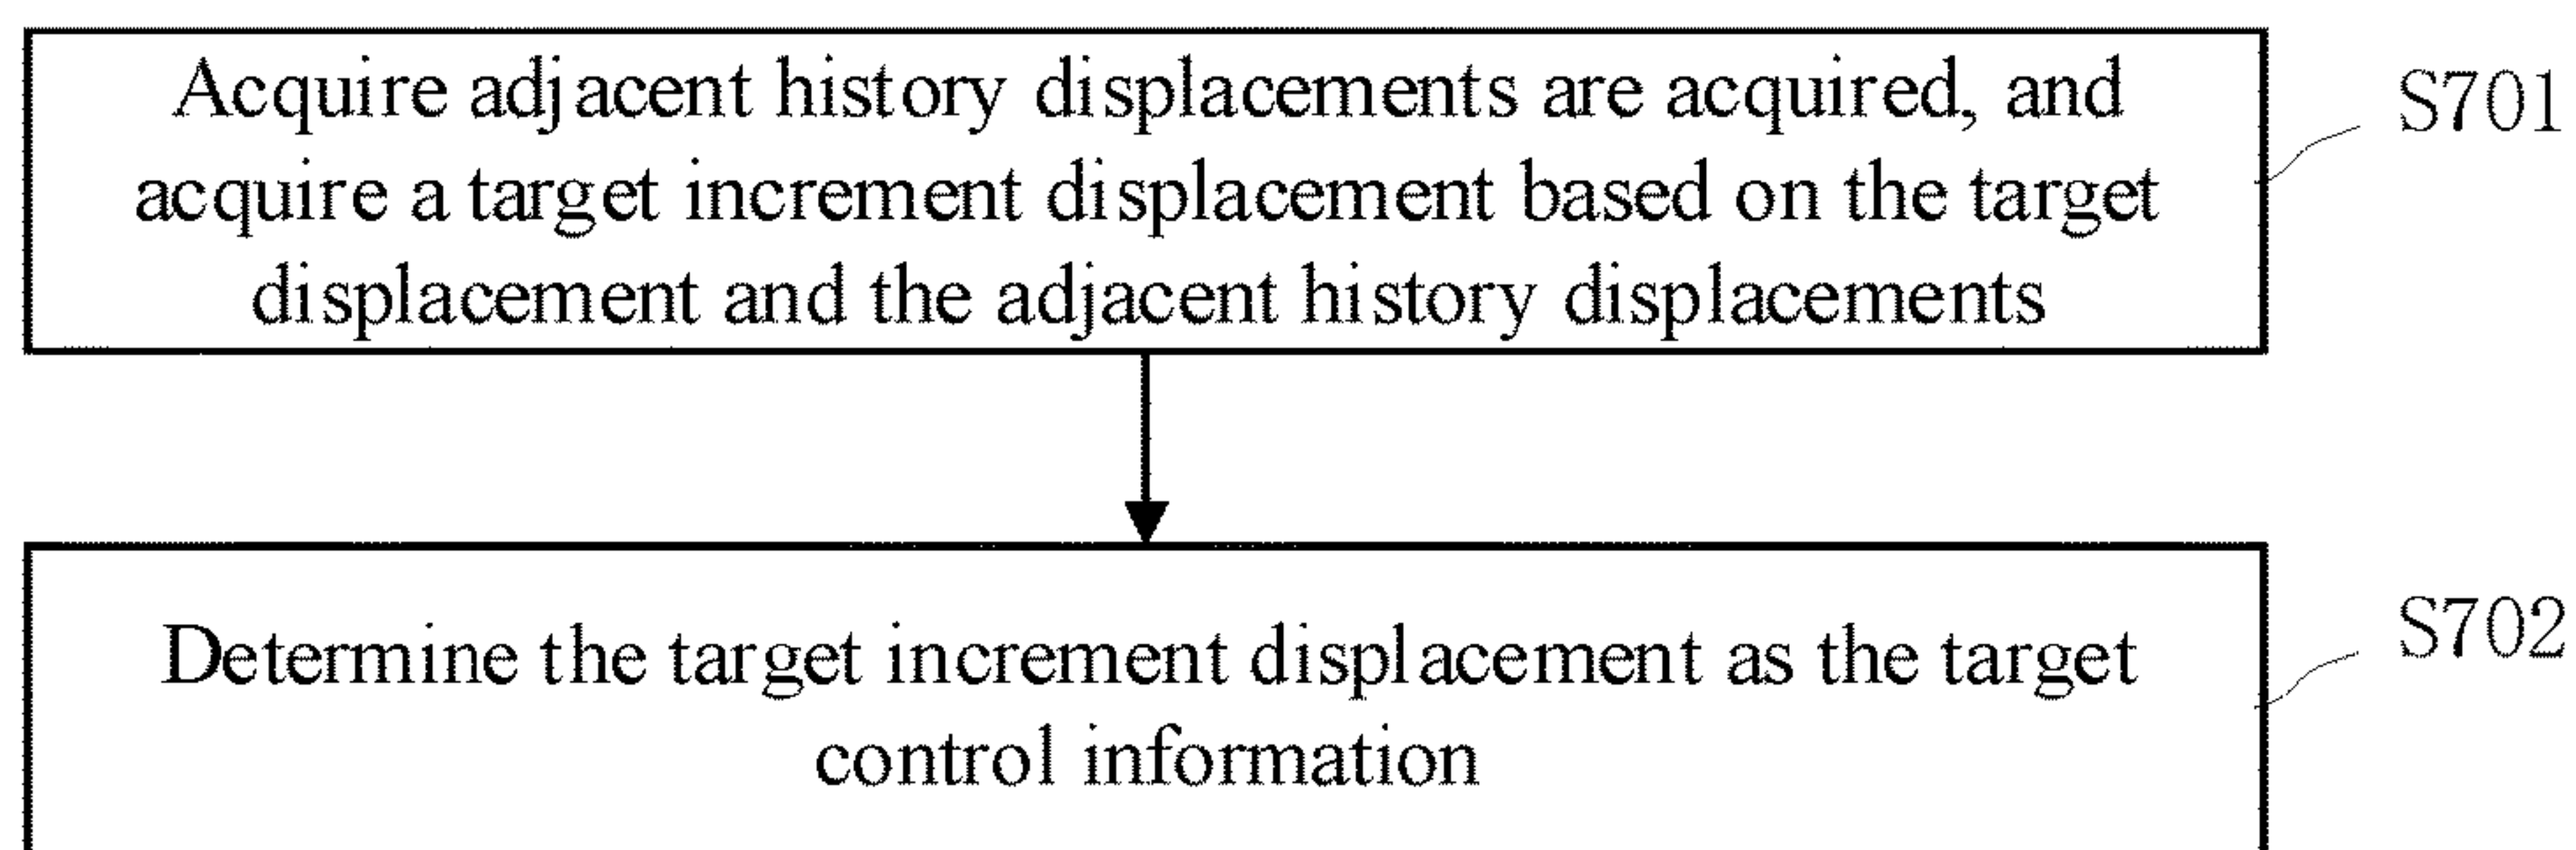 Acquire adjacent history displacements are acquired, and
acquire a target increment displacement based on the target
displacement and the adjacent history displacements
S701
Determine the target increment displacement as the target
control information
S702